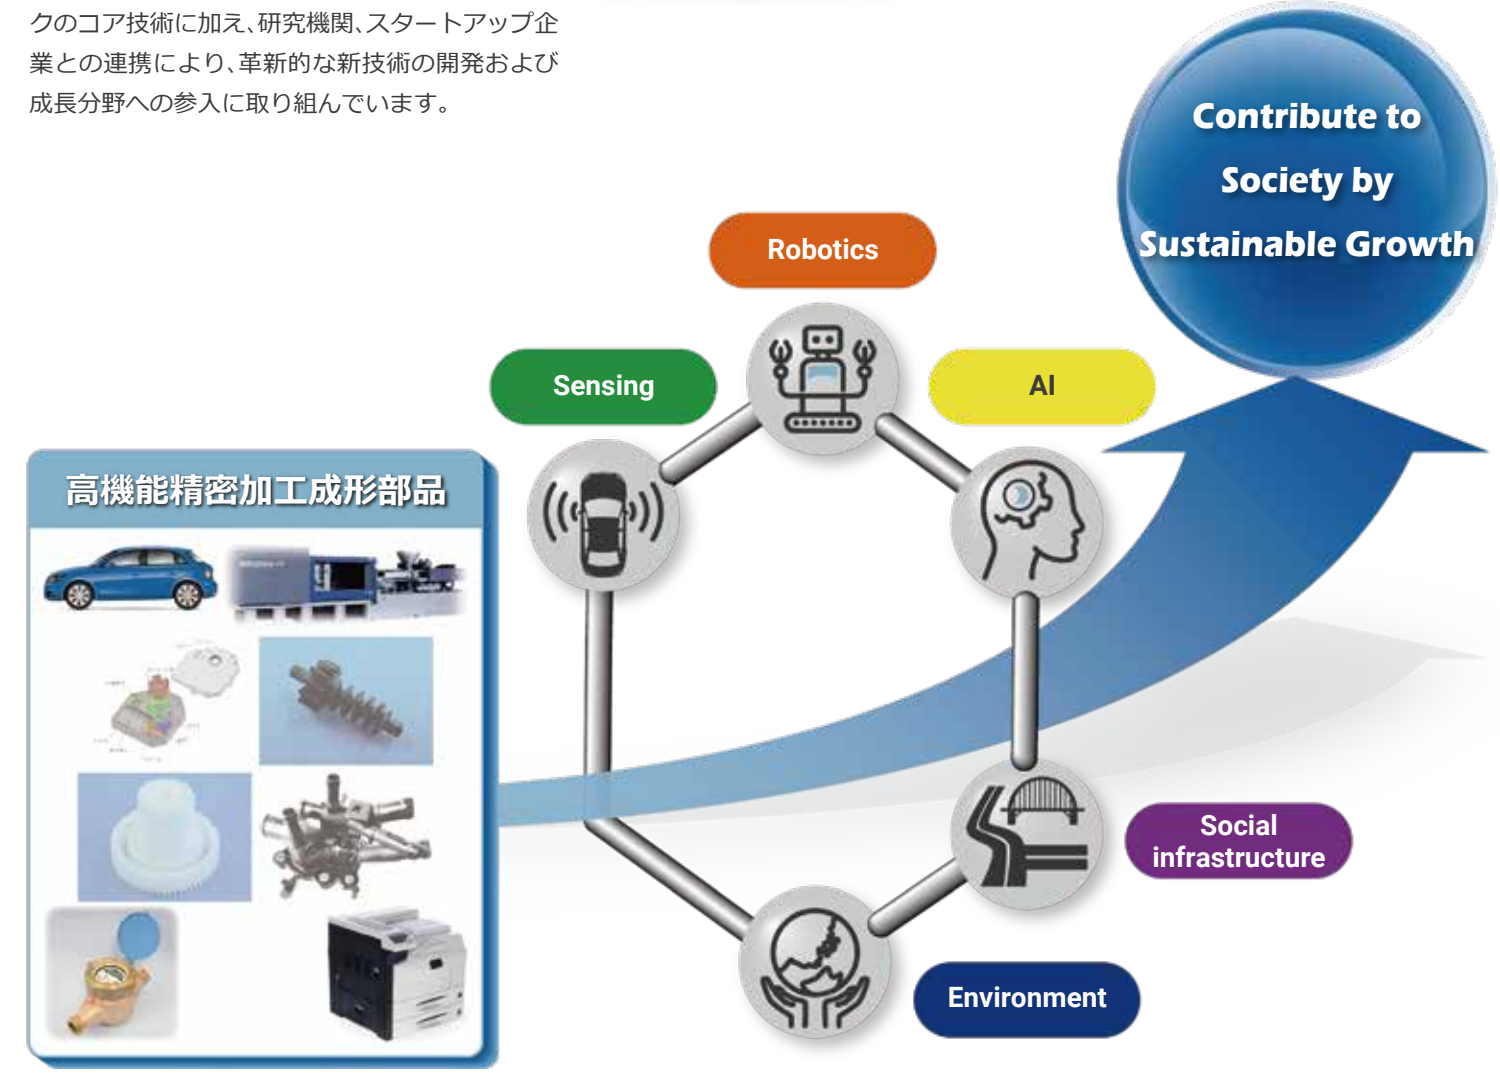 クのコア技術に加え、研究機関、スタートアップ企
業との連携により、革新的な新技術の開発および
成長分野への参入に取り組んでいます。
Contribute to
Society by
Sustainable Growth
Robotics
Sensing
AI
高機能精密加工成形部品
Social
infrastructure
Environment